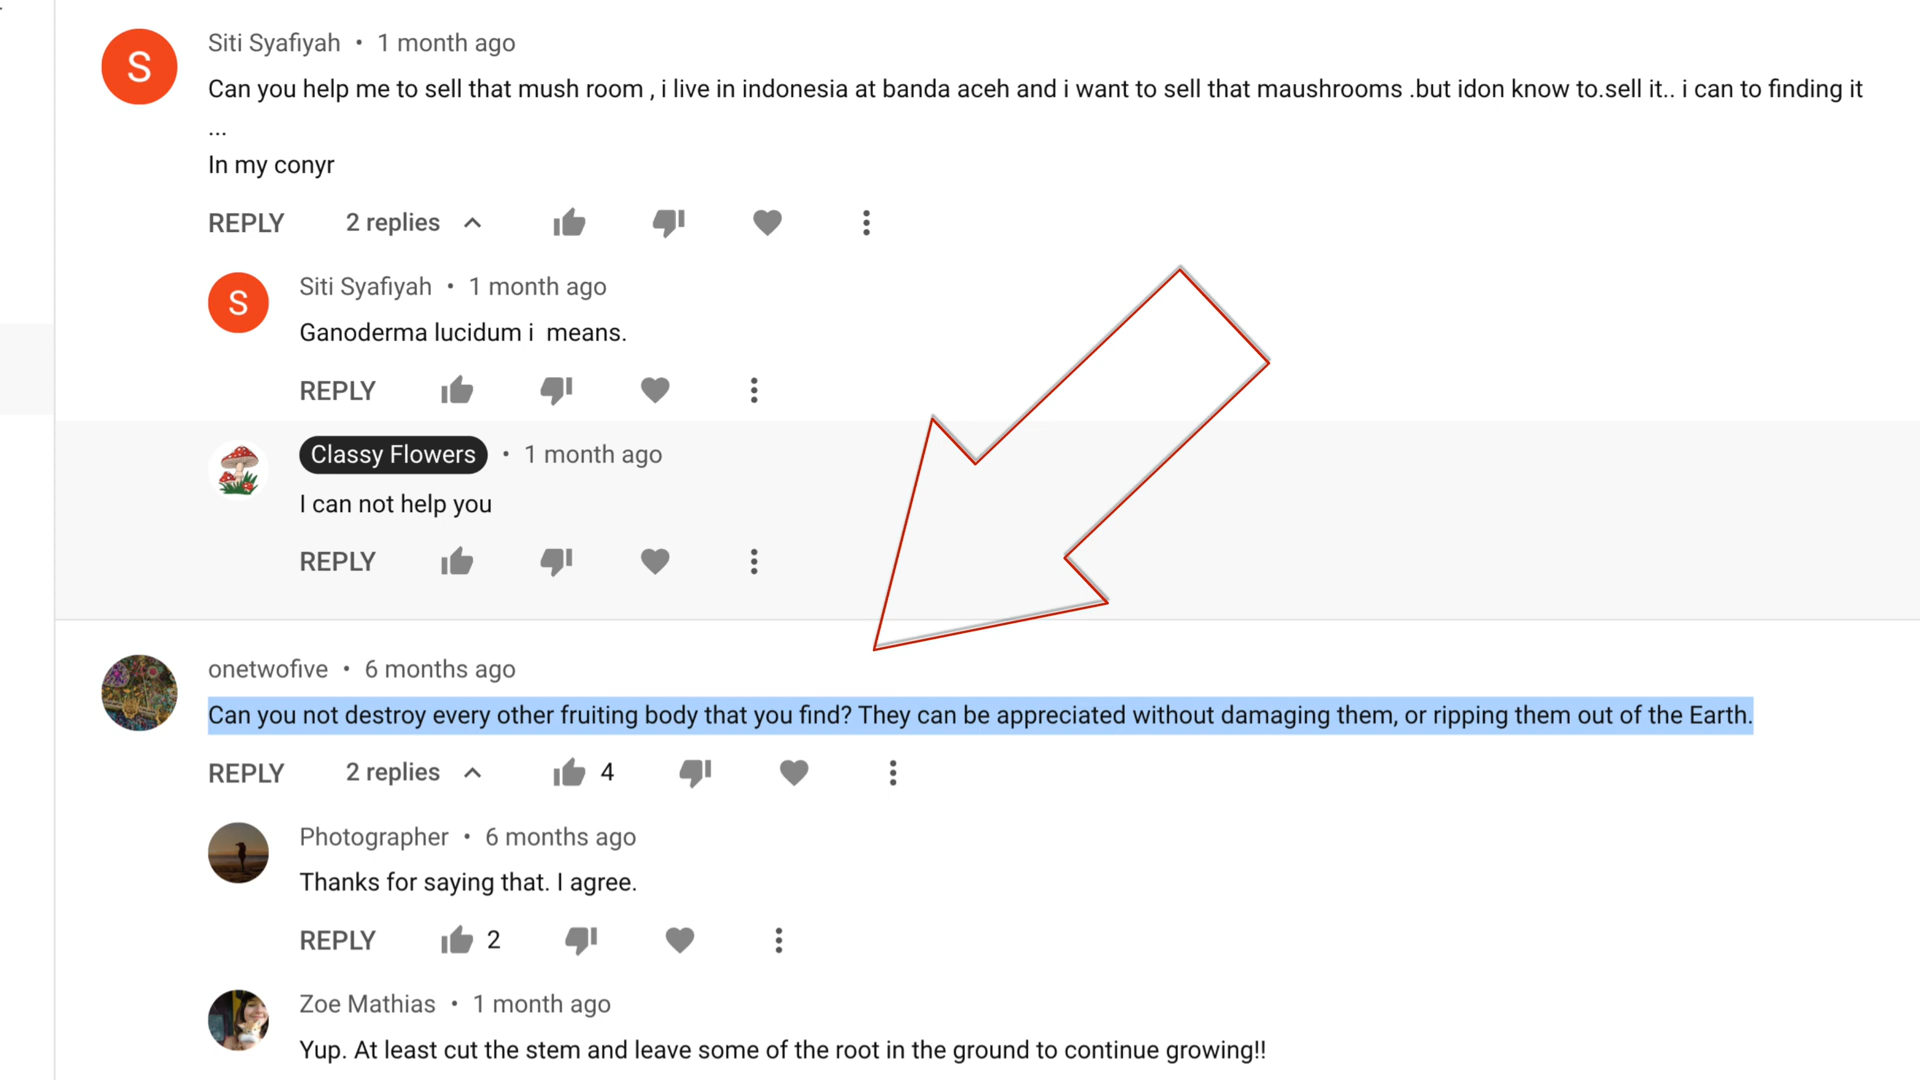 Siti Syafiyah • 1 month ago
S
Can you help me to sell that mush room , i live in indonesia at banda aceh and i want to sell that maushrooms .but idon know to.sell it.. i can to finding it
...
In my conyr
REPLY 2 replies
Siti Syafiyah • 1 month ago
S
Ganoderma lucidum i  means.
REPLY
Classy Flowers • 1 month ago
I can not help you
REPLY
onetwofive • 6 months ago
Can you not destroy every other fruiting body that you find? They can be appreciated without damaging them, or ripping them out of the Earth.
REPLY 2 replies 4
Photographer • 6 months ago
Thanks for saying that. I agree.
REPLY 2
Zoe Mathias • 1 month ago
Yup. At least cut the stem and leave some of the root in the ground to continue growing!!